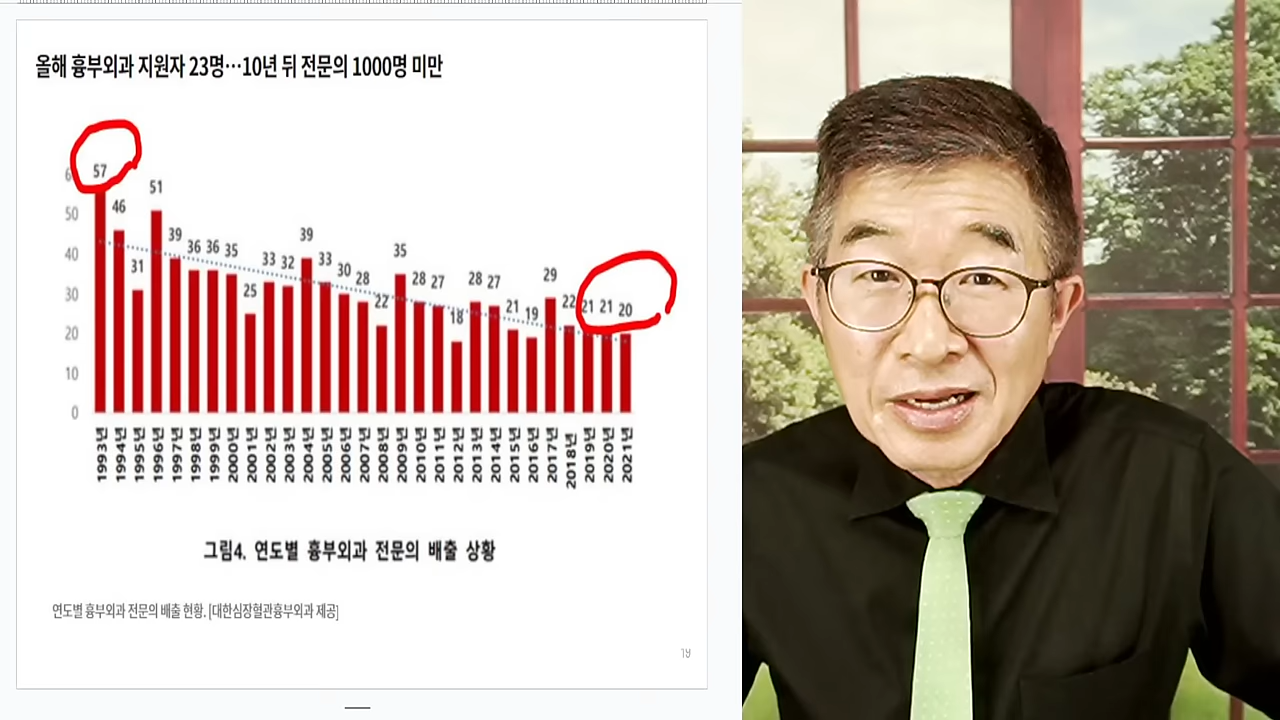 올해 흉부외과 지원자 23명…10년 뒤 전문의 1000명 미만
57 46 31 51 39 36 36 35 25 33 32 39 33 30 28 22 35 28 27 18 28 27 21 19 29 22 21 21 20
50
40
30
20
10
0
1993년 1994년 1995년 1996년 1997년 1998년 1999년 2000년 2001년 2002년 2003년 2004년 2005년 2006년 2007년 2008년 2009년 2010년 2011년 2012년 2013년 2014년 2015년 2016년 2017년 2018년 2019년 2020년 2021년
그림4. 연도별 흉부외과 전문의 배출 상황
연도별 흉부외과 전문의 배출 현황. [대한심장혈관흉부외과 제공]